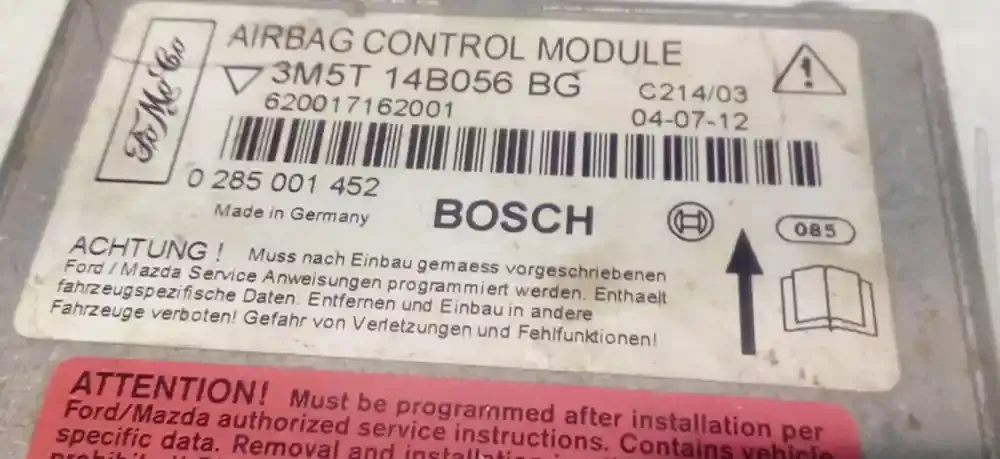 FoMoCo
AIRBAG CONTROL MODULE
3M5T 14B056 BG
C214/03
620017162001
04-07-12
0 285 001 452
Made in Germany
BOSCH
085
ACHTUNG ! Muss nach Einbau gemaess vorgeschriebenen
Ford / Mazda Service Anweisungen programmiert werden. Enthaelt
fahrzeugspezifische Daten. Entfernen und Einbau in andere
Fahrzeuge verboten! Gefahr von Verletzungen und Fehlfunktionen!
ATTENTION! Must be programmed after installation per
Ford/Mazda authorized service instructions. Contains vehicle
specific data. Removal and